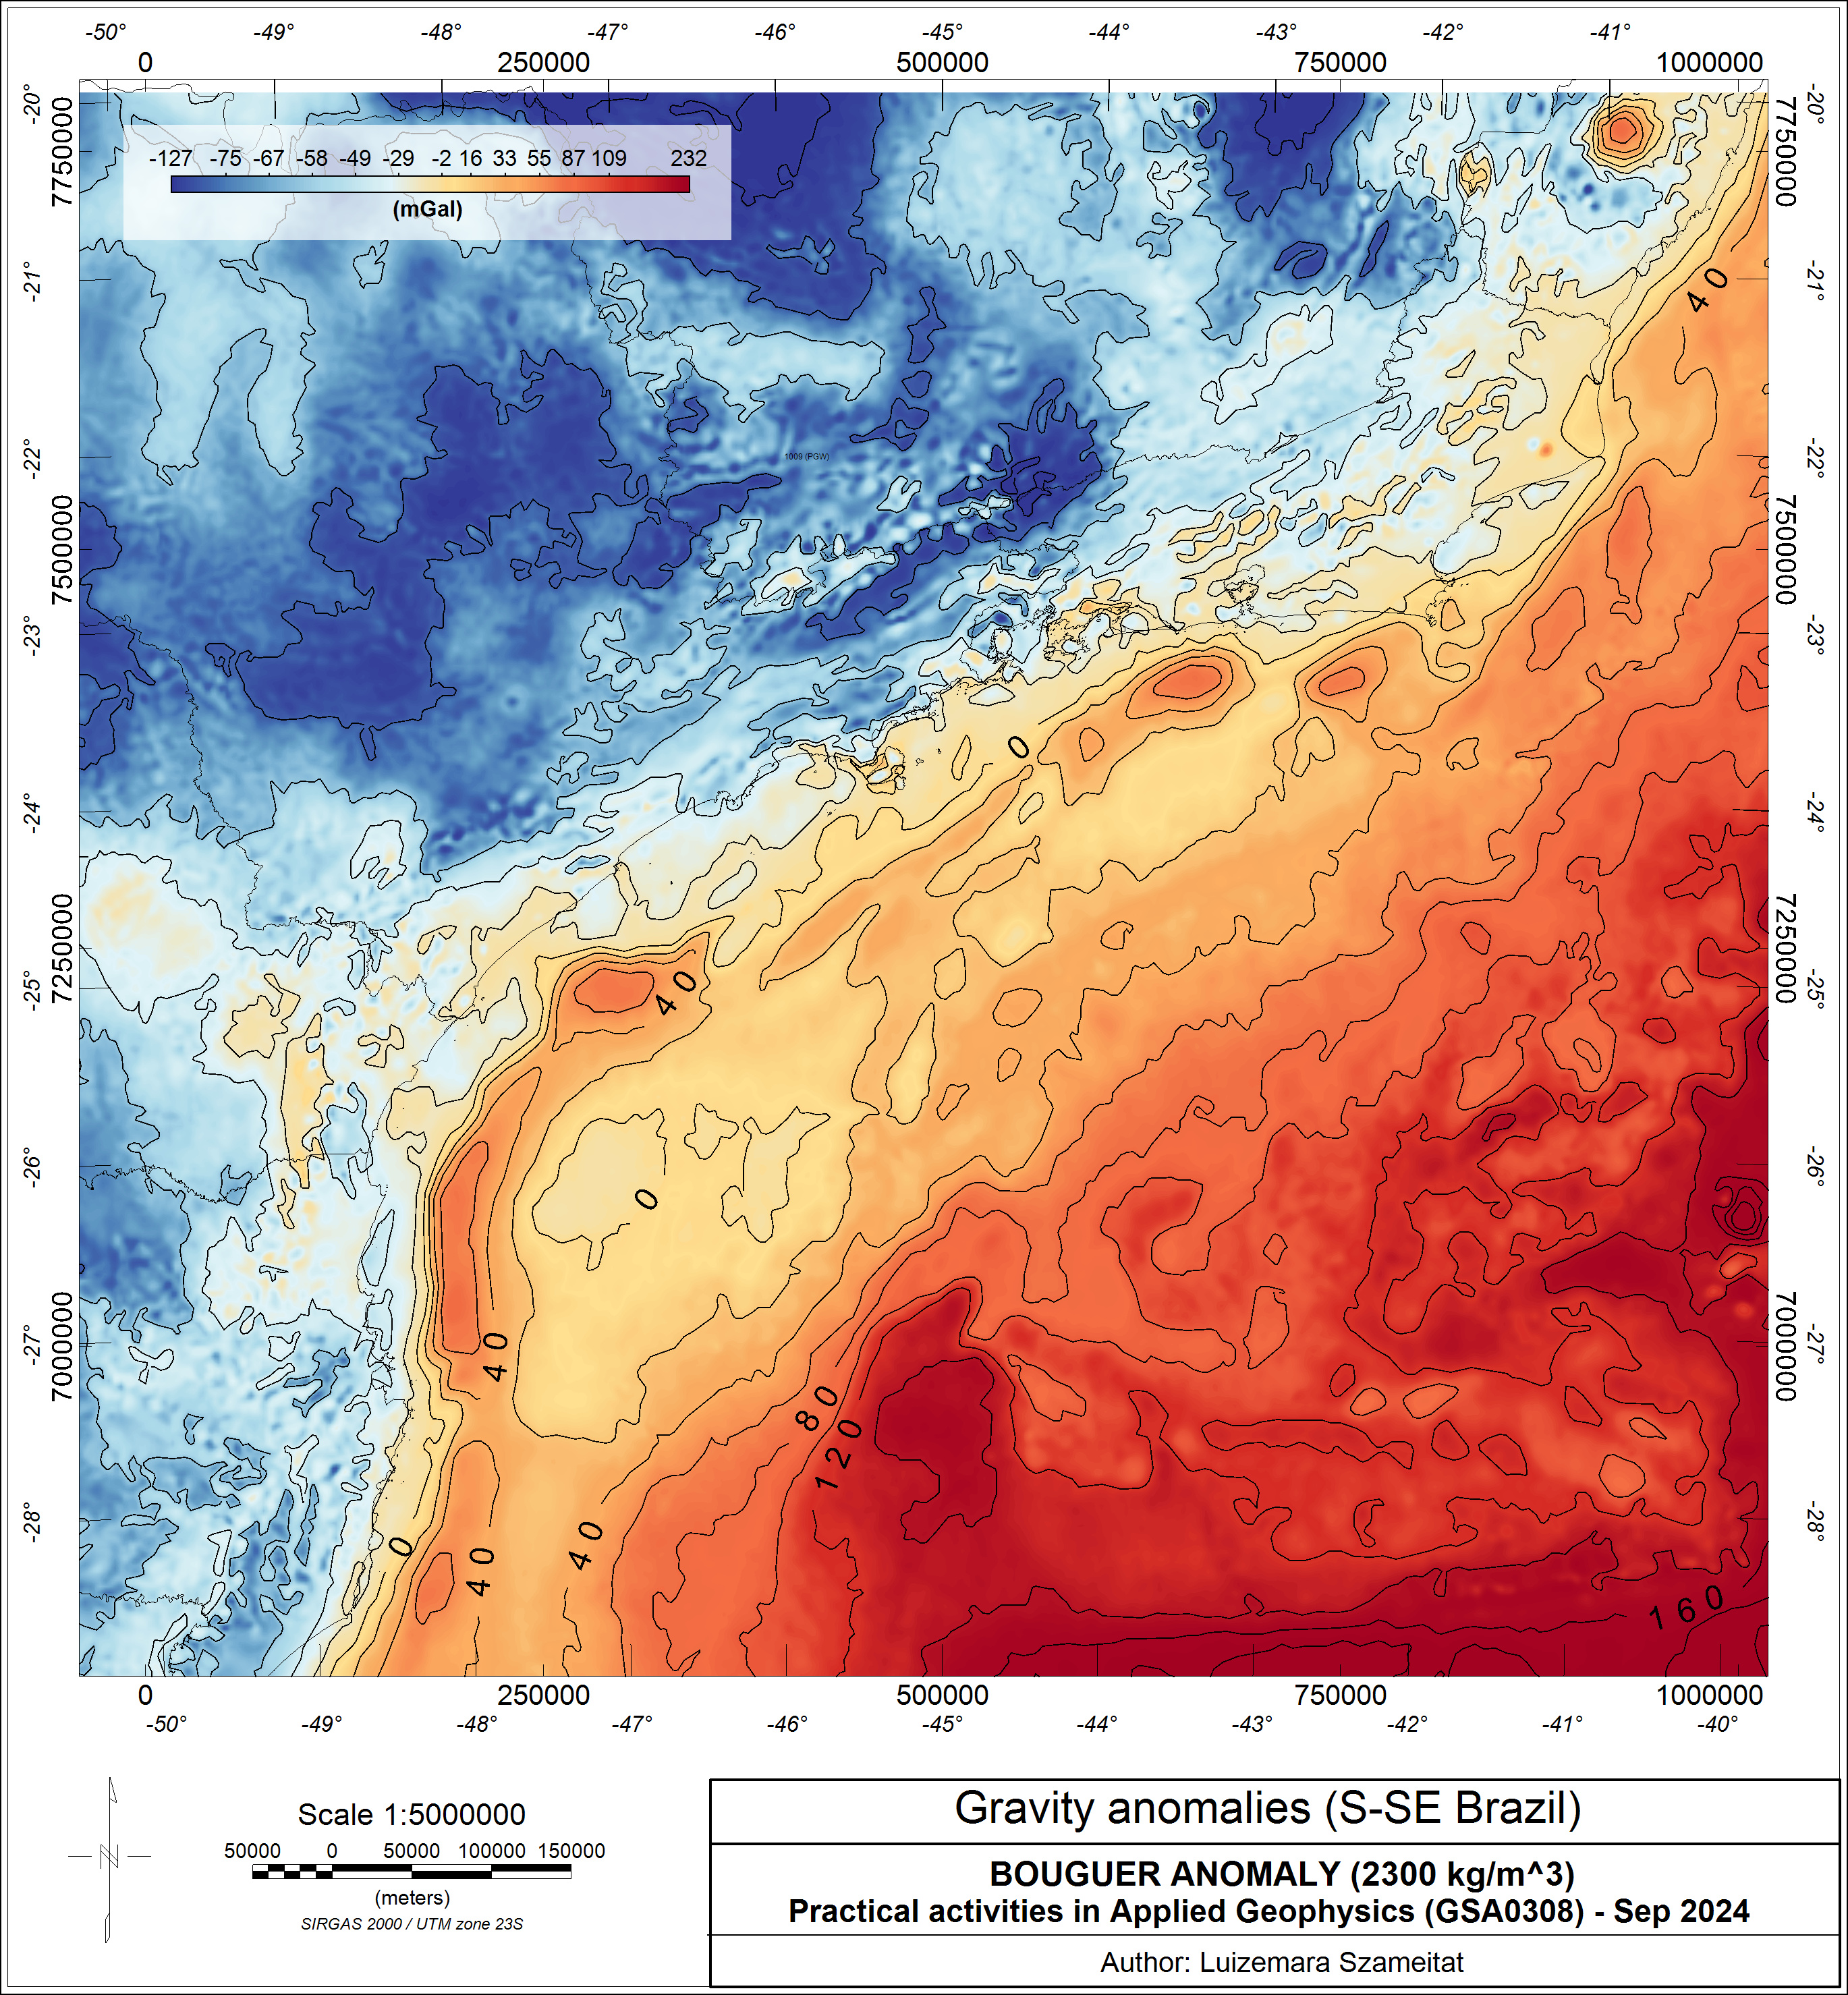 -50° -49° -48° -47° -46° -45° -44° -43° -42° -41°
0 250000 500000 750000 1000000
-20° 7750000 7750000 -20°
-127 -75 -67 -58 -49 -29 -2 16 33 55 87 109 232
(mGal)
-21° -21°
40
-22° 1009 (PGW) -22°
7500000 7500000
-23° -23°
0
-24° -24°
7250000 7250000
-25° 40 -25°
-26° -26°
0
7000000 7000000
-27° -27°
40
80
120
-28° -28°
0 40 40
160
0 250000 500000 750000 1000000
-50° -49° -48° -47° -46° -45° -44° -43° -42° -41° -40°
N
Scale 1:5000000
50000 0 50000 100000 150000
(meters)
SIRGAS 2000 / UTM zone 23S
Gravity anomalies (S-SE Brazil)
BOUGUER ANOMALY (2300 kg/m^3)
Practical activities in Applied Geophysics (GSA0308) - Sep 2024
Author: Luizemara Szameitat